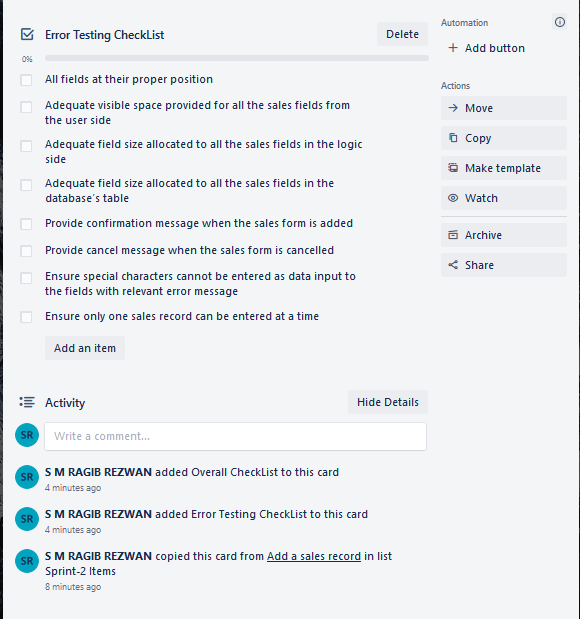 Error Testing CheckList
Delete
0%
All fields at their proper position
Adequate visible space provided for all the sales fields from
the user side
Adequate field size allocated to all the sales fields in the logic
side
Adequate field size allocated to all the sales fields in the
database's table
Provide confirmation message when the sales form is added
Provide cancel message when the sales form is cancelled
Ensure special characters cannot be entered as data input to
the fields with relevant error message
Ensure only one sales record can be entered at a time
Add an item
Activity
Hide Details
SR
Write a comment...
SR
S M RAGIB REZWAN added Overall CheckList to this card
4 minutes ago
SR
S M RAGIB REZWAN added Error Testing CheckList to this card
4 minutes ago
SR
S M RAGIB REZWAN copied this card from Add a sales record in list
Sprint-2 Items
8 minutes ago
Automation
Add button
Actions
Move
Copy
Make template
Watch
Archive
Share